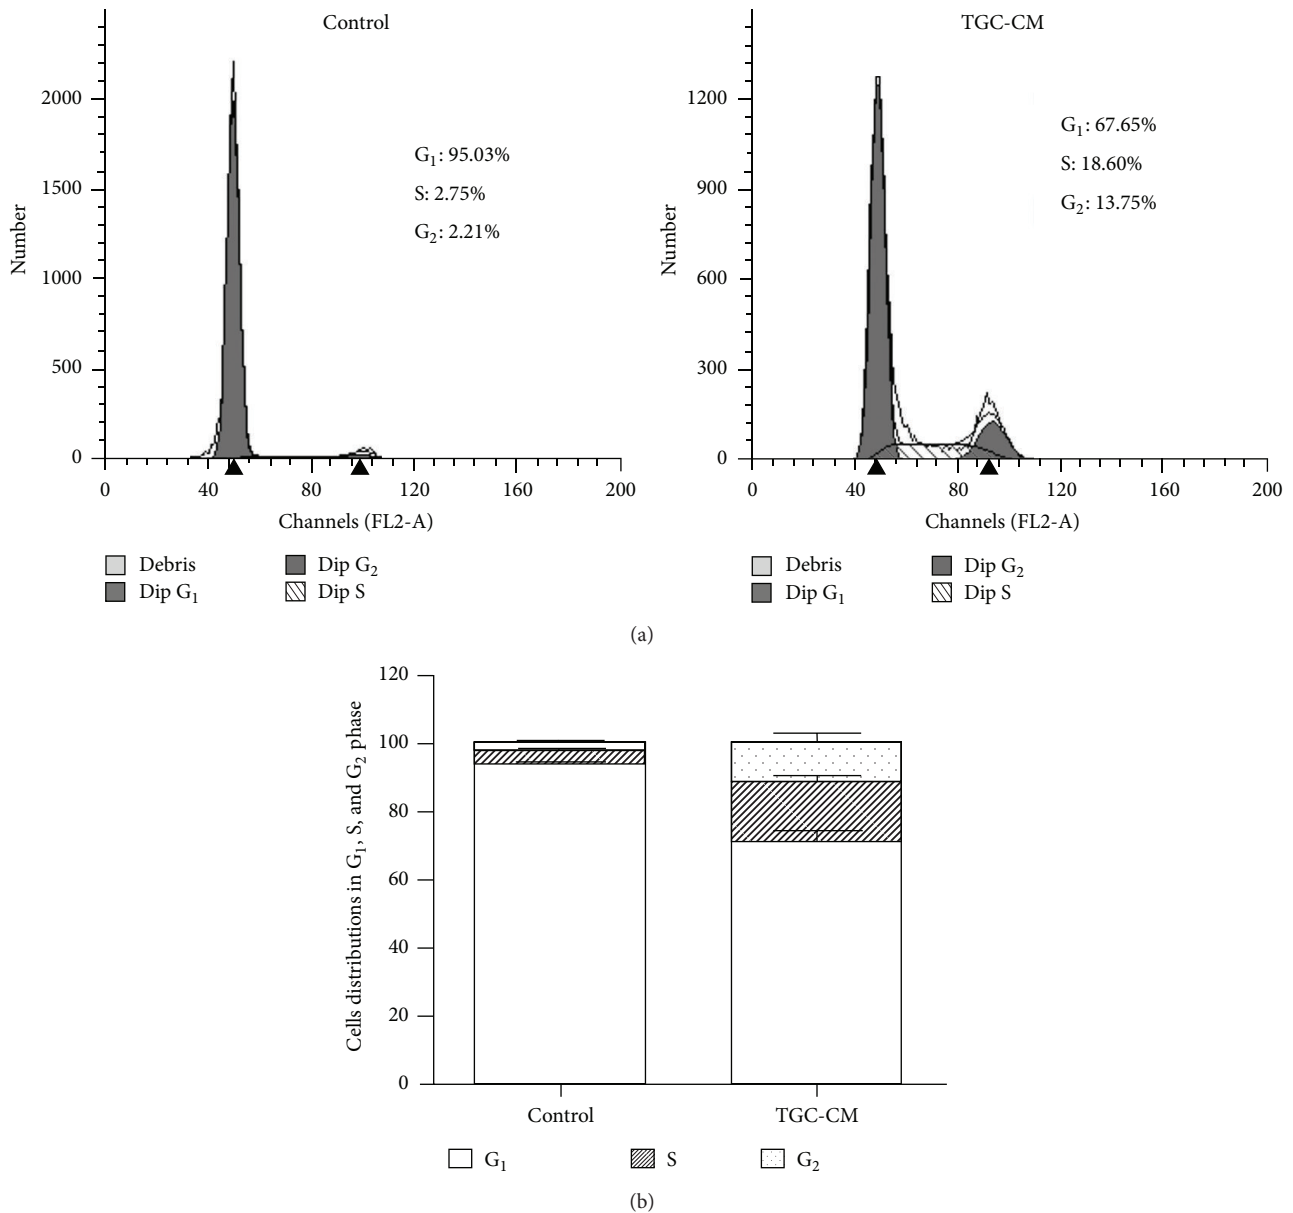 Control
2000
1500
1000
500
0
Number
G1: 95.03%
S: 2.75%
G2: 2.21%
0 40 80 120 160 200
Channels (FL2-A)
Debris
Dip G1
Dip G2
Dip S
TGC-CM
1200
900
600
300
0
Number
G1: 67.65%
S: 18.60%
G2: 13.75%
0 40 80 120 160 200
Channels (FL2-A)
Debris
Dip G1
Dip G2
Dip S
(a)
120
100
80
60
40
20
0
Cells distributions in G1, S, and G2 phase
Control TGC-CM
G1 S G2
(b)